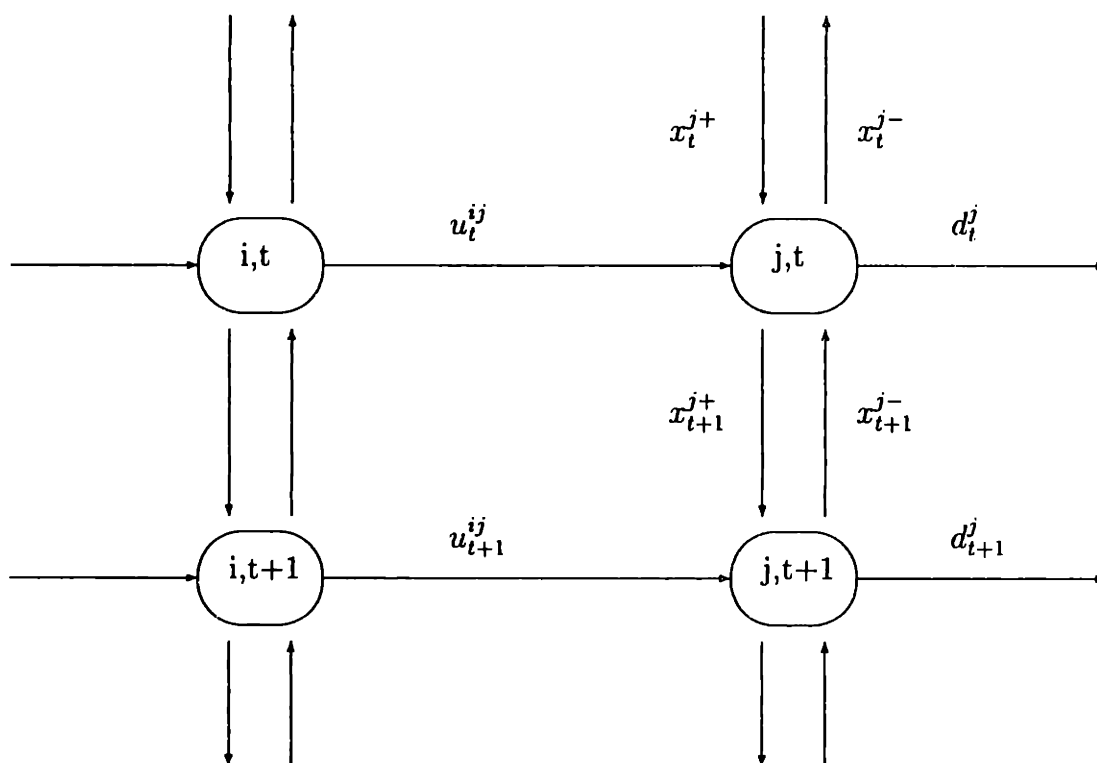 x_t^{j+} x_t^{j-}
u_t^{ij} d_t^j
i,t j,t
x_{t+1}^{j+} x_{t+1}^{j-}
u_{t+1}^{ij} d_{t+1}^j
i,t+1 j,t+1